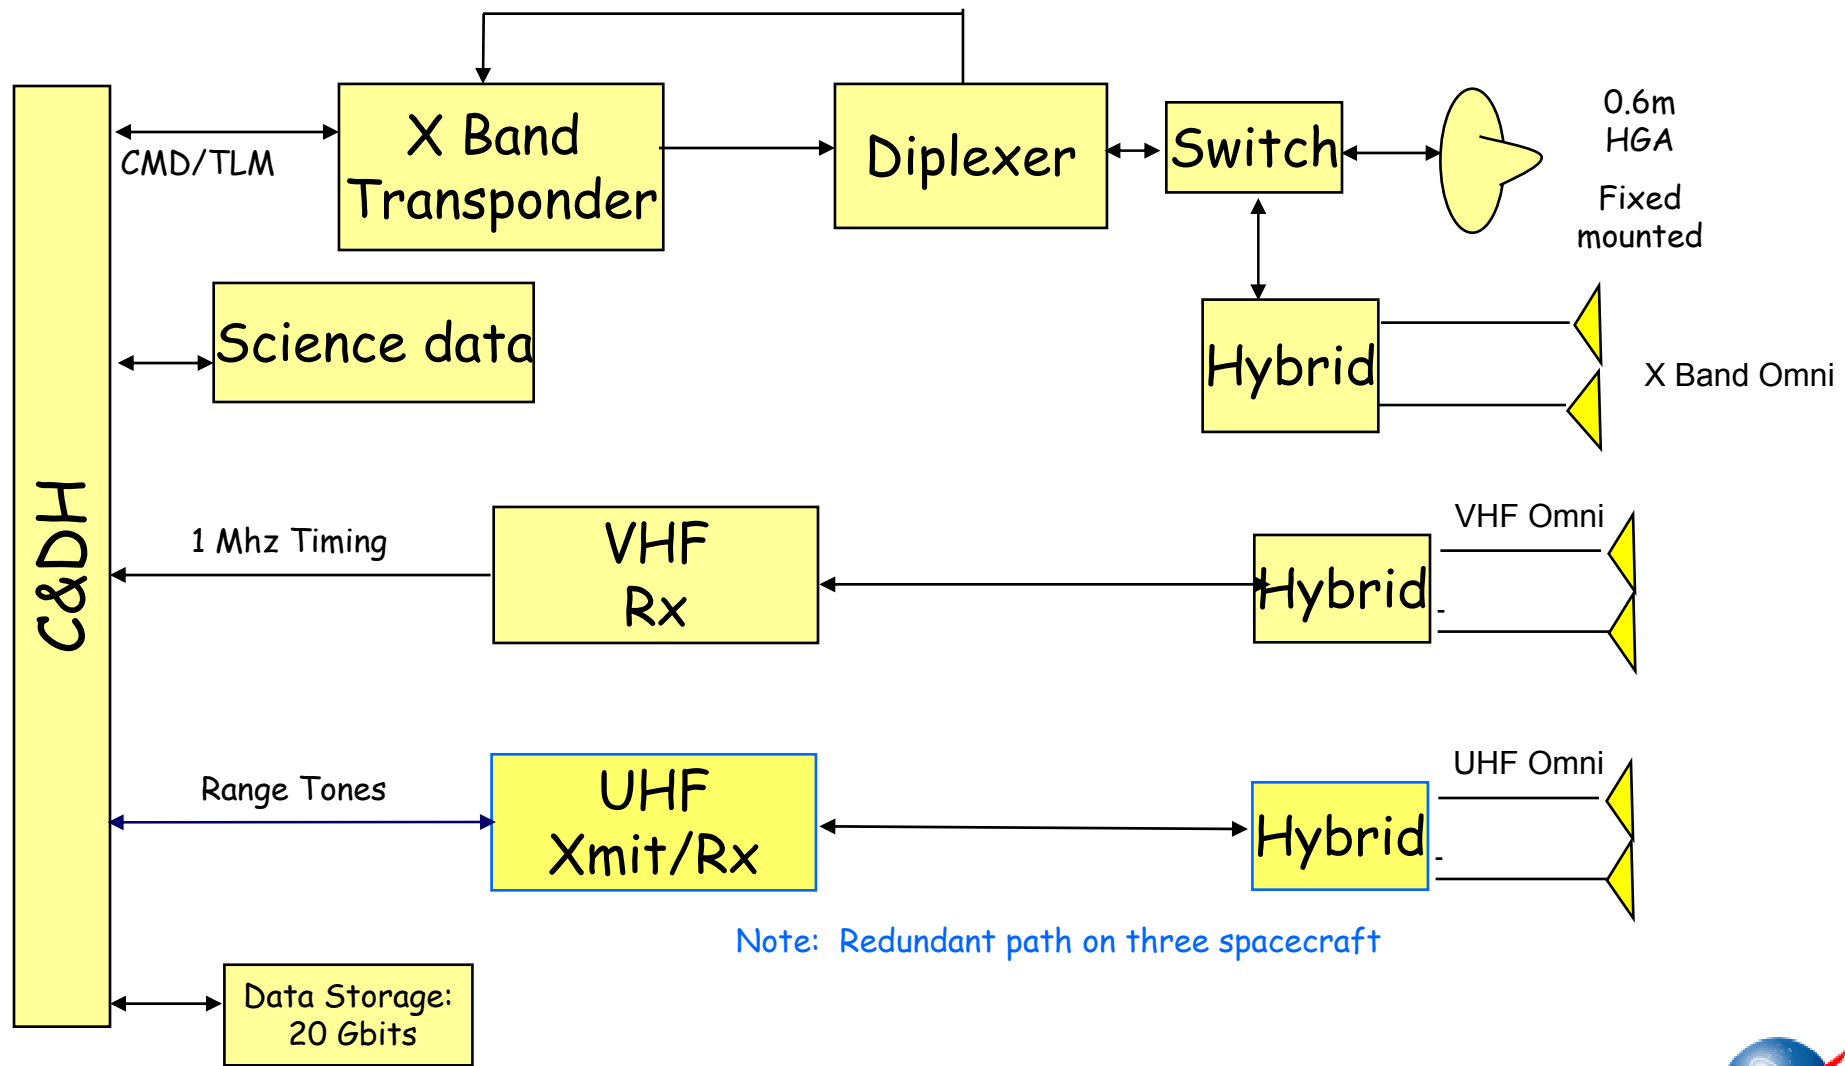 X Band
Transponder
Diplexer
Switch
0.6m
HGA
Fixed
mounted
CMD/TLM
Science data
Hybrid
X Band Omni
C&DH
1 Mhz Timing
VHF
Rx
Hybrid
VHF Omni
-
Range Tones
UHF
Xmit/Rx
Hybrid
UHF Omni
-
Note: Redundant path on three spacecraft
Data Storage:
20 Gbits